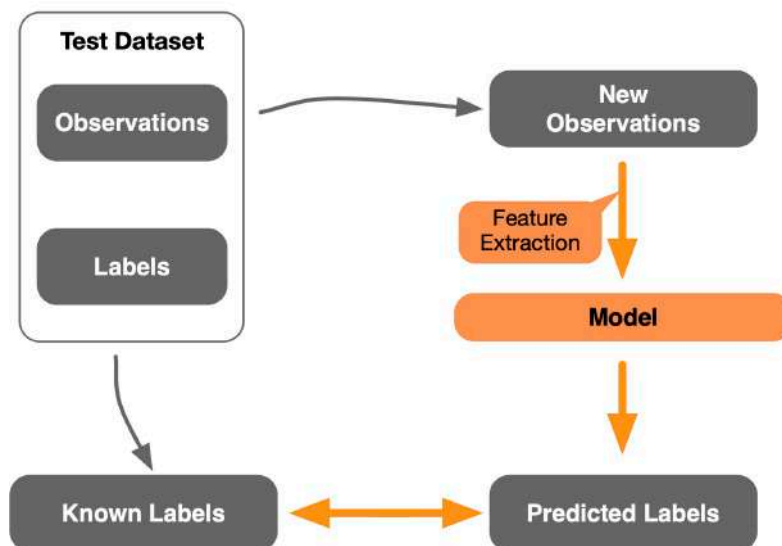 Test Dataset
Observations
Labels
New
Observations
Feature
Extraction
Model
Known Labels
Predicted Labels